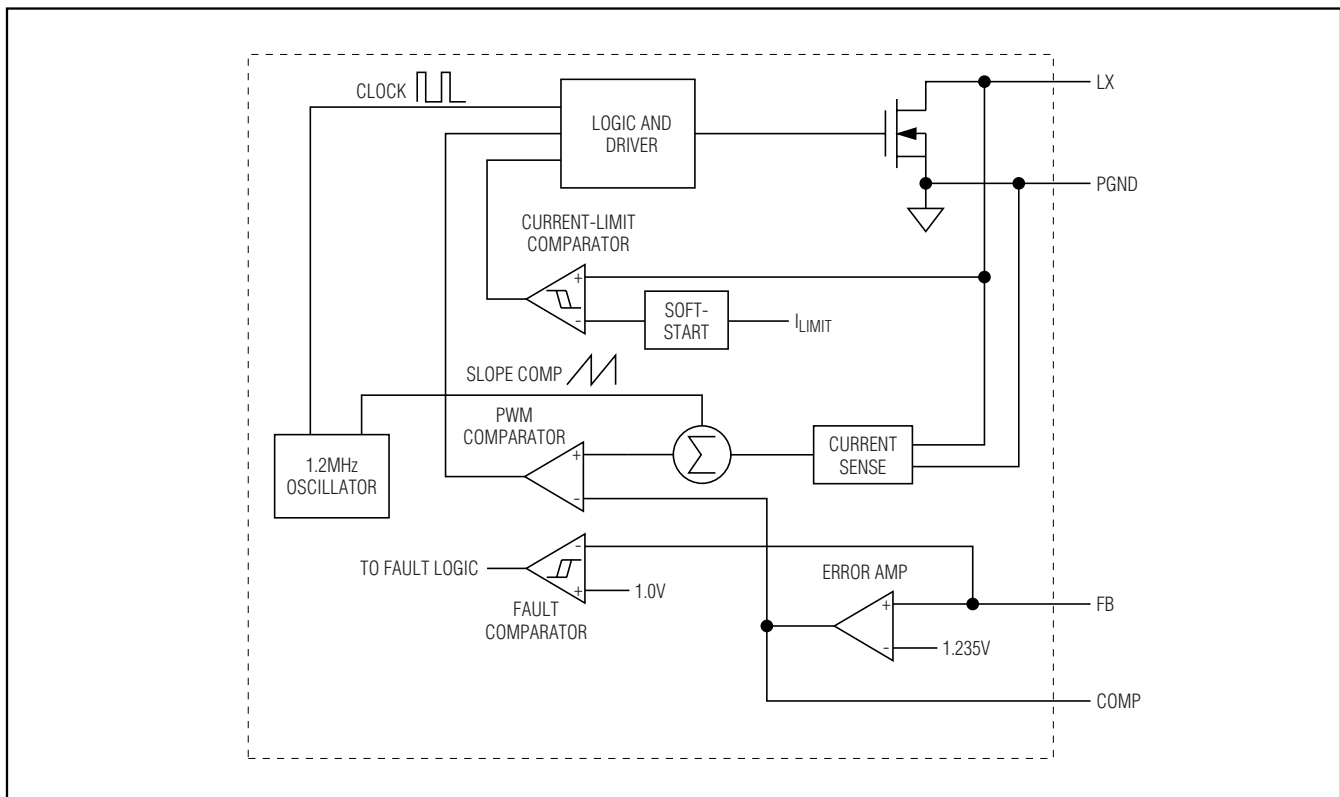 CLOCK
LOGIC AND
DRIVER
LX
PGND
CURRENT-LIMIT
COMPARATOR
+
-
SOFT-
START
ILIMIT
SLOPE COMP
PWM
COMPARATOR
+
-
Σ
CURRENT
SENSE
1.2MHz
OSCILLATOR
TO FAULT LOGIC
-
+
1.0V
FAULT
COMPARATOR
ERROR AMP
+
-
1.235V
FB
COMP